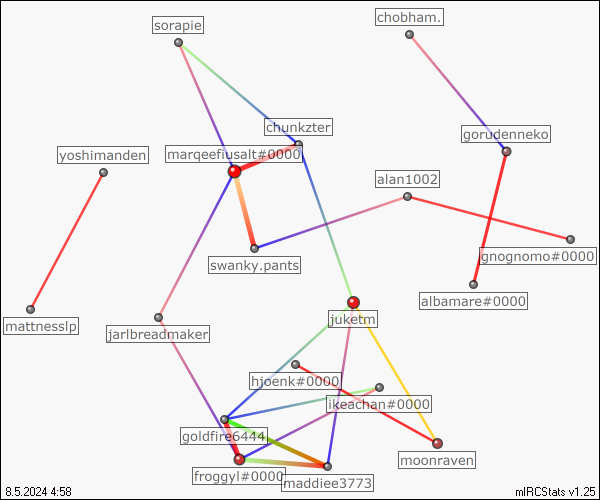 sorapie
chobham.
chunkzter
gorudenneko
marqeefiusalt#0000
yoshimanden
alan1002
gnognomo#0000
swanky.pants
albamare#0000
juketm
mattnesslp
jarlbreadmaker
hjoenk#0000
ikeachan#0000
goldfire6444
moonraven
froggyl#0000
maddiee3773
8.5.2024 4:58
mIRCStats v1.25